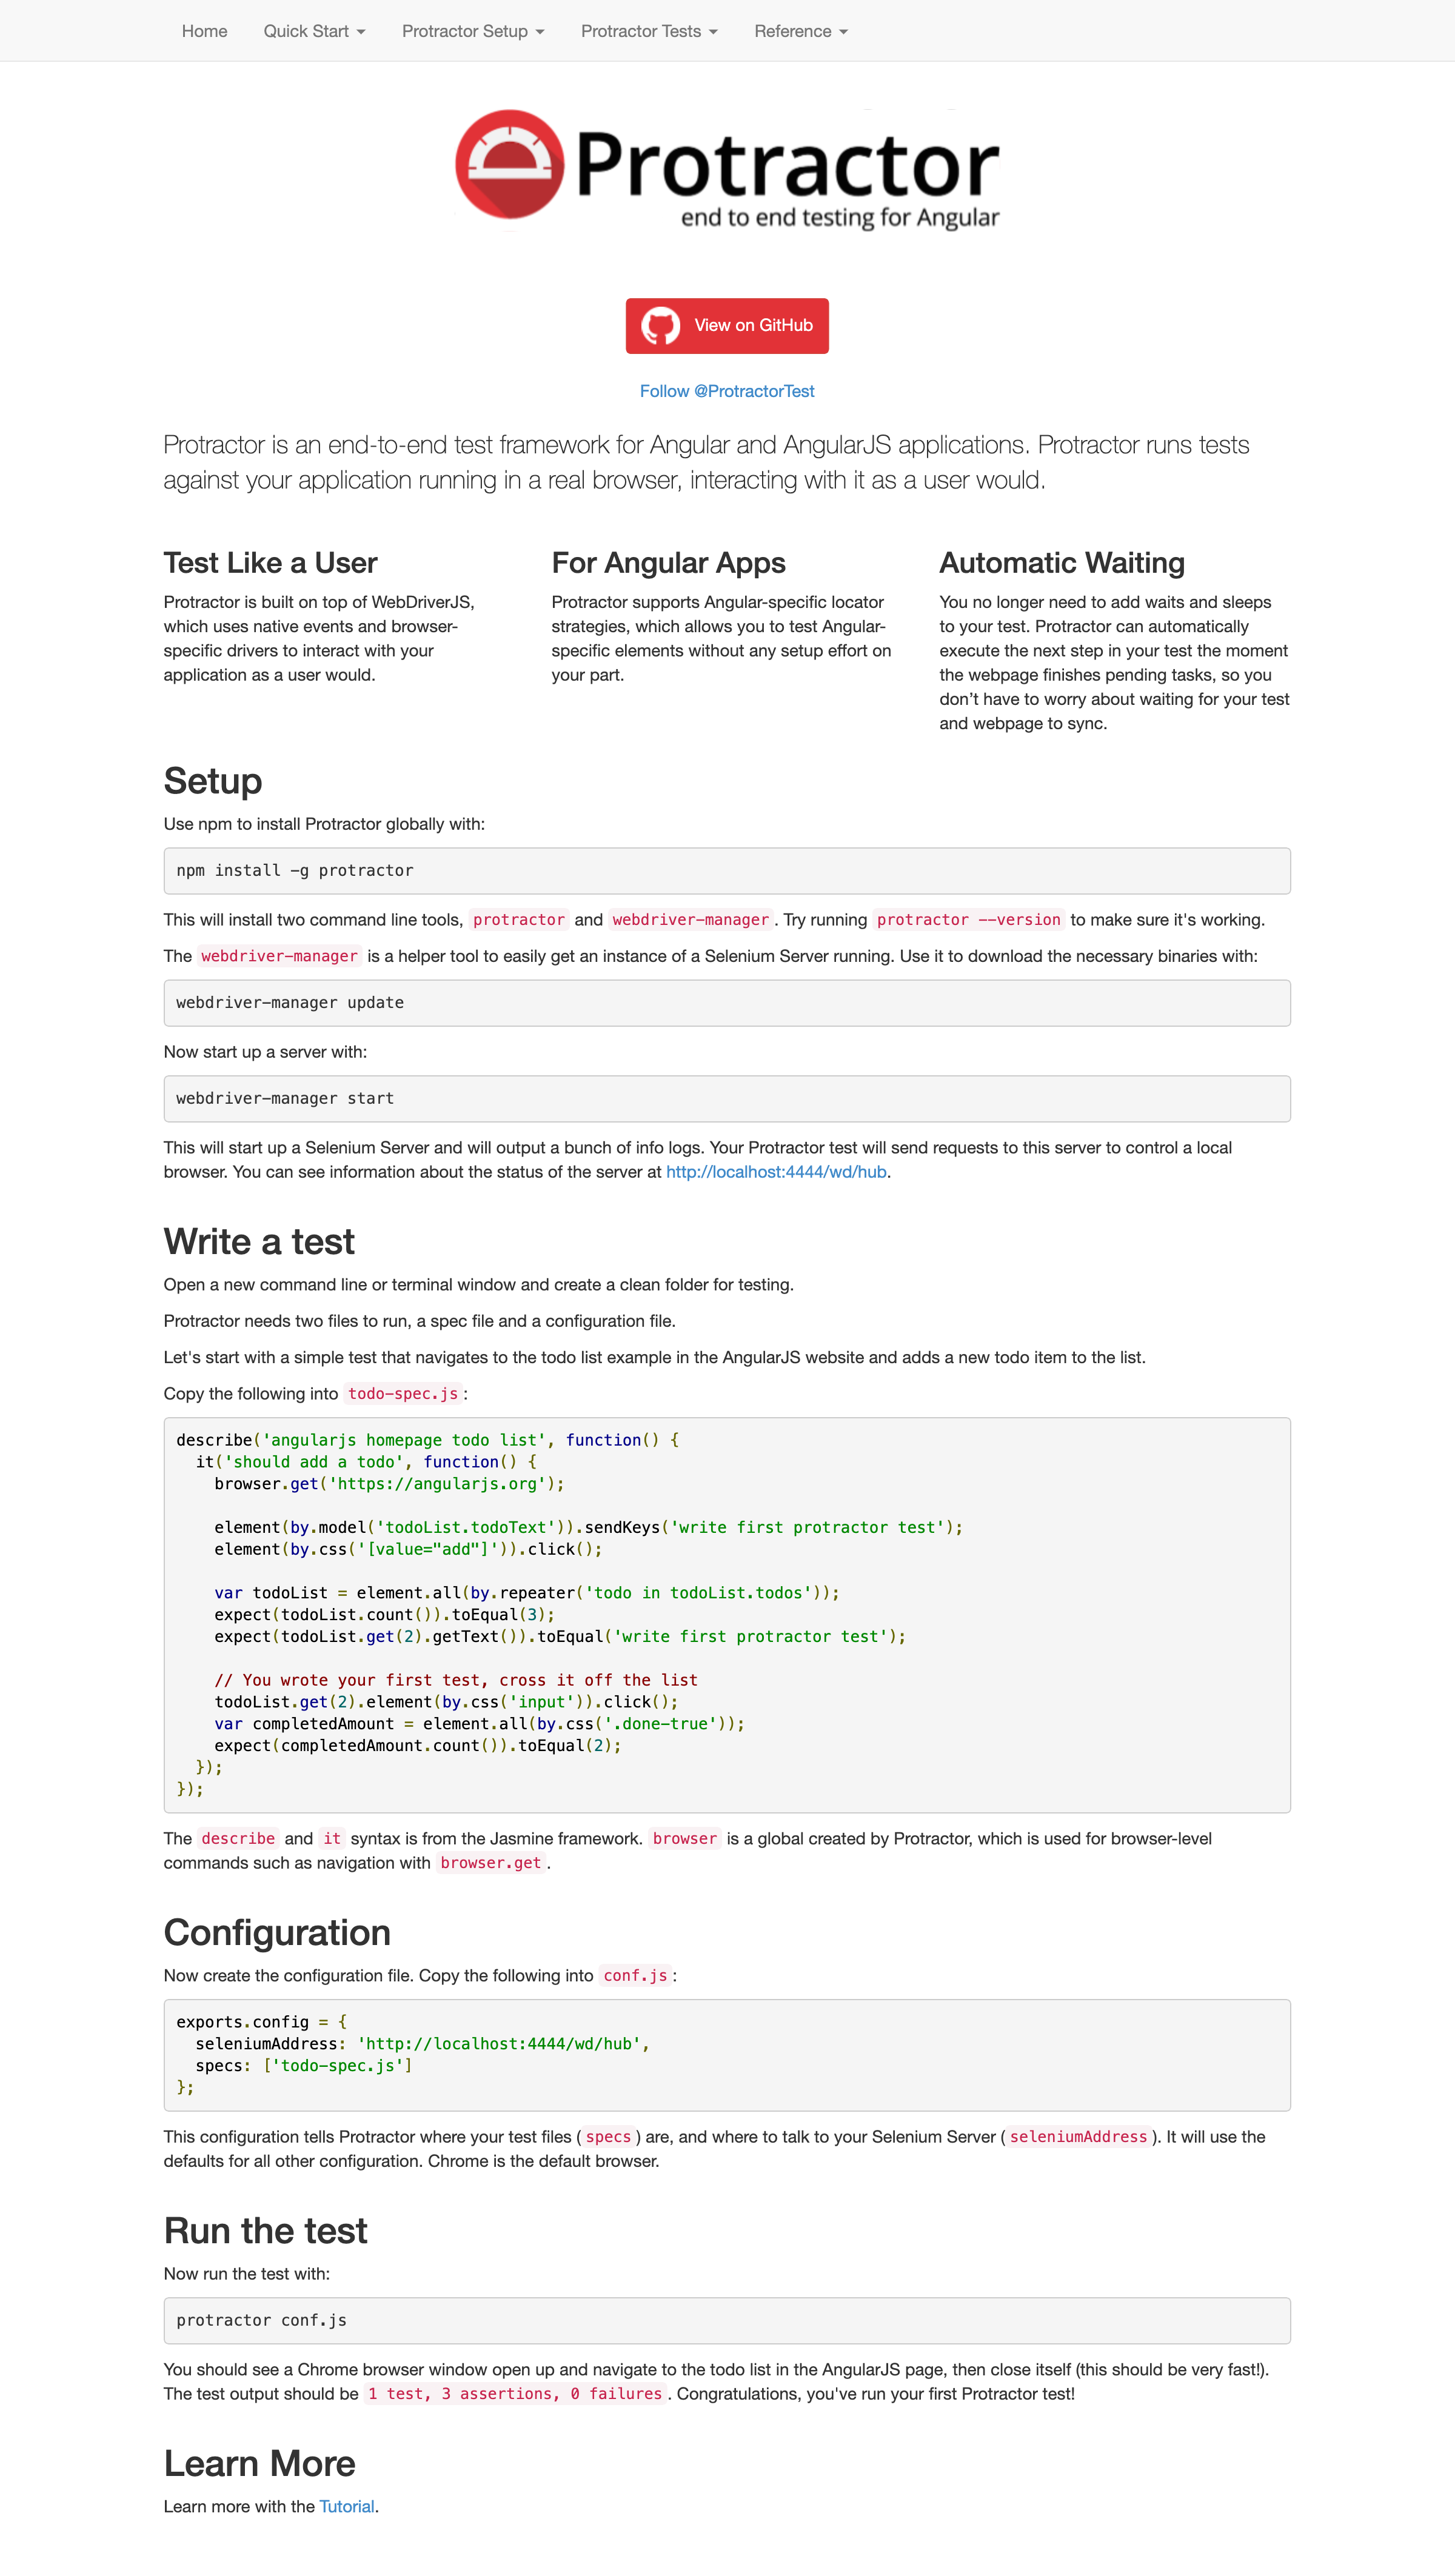 Home Quick Start Protractor Setup Protractor Tests Reference
Protractor
end to end testing for Angular
View on GitHub
Follow @ProtractorTest
Protractor is an end-to-end test framework for Angular and AngularJS applications. Protractor runs tests
against your application running in a real browser, interacting with it as a user would.
Test Like a User
Protractor is built on top of WebDriverJS,
which uses native events and browser-
specific drivers to interact with your
application as a user would.
For Angular Apps
Protractor supports Angular-specific locator
strategies, which allows you to test Angular-
specific elements without any setup effort on
your part.
Automatic Waiting
You no longer need to add waits and sleeps
to your test. Protractor can automatically
execute the next step in your test the moment
the webpage finishes pending tasks, so you
don’t have to worry about waiting for your test
and webpage to sync.
Setup
Use npm to install Protractor globally with:
npm install -g protractor
This will install two command line tools, protractor and webdriver-manager. Try running protractor --version to make sure it's working.
The webdriver-manager is a helper tool to easily get an instance of a Selenium Server running. Use it to download the necessary binaries with:
webdriver-manager update
Now start up a server with:
webdriver-manager start
This will start up a Selenium Server and will output a bunch of info logs. Your Protractor test will send requests to this server to control a local
browser. You can see information about the status of the server at http://localhost:4444/wd/hub.
Write a test
Open a new command line or terminal window and create a clean folder for testing.
Protractor needs two files to run, a spec file and a configuration file.
Let's start with a simple test that navigates to the todo list example in the AngularJS website and adds a new todo item to the list.
Copy the following into todo-spec.js:
describe('angularjs homepage todo list', function() {
  it('should add a todo', function() {
    browser.get('https://angularjs.org');
    element(by.model('todoList.todoText')).sendKeys('write first protractor test');
    element(by.css('[value="add"]')).click();
    var todoList = element.all(by.repeater('todo in todoList.todos'));
    expect(todoList.count()).toEqual(3);
    expect(todoList.get(2).getText()).toEqual('write first protractor test');
    // You wrote your first test, cross it off the list
    todoList.get(2).element(by.css('input')).click();
    var completedAmount = element.all(by.css('.done-true'));
    expect(completedAmount.count()).toEqual(2);
  });
});
The describe and it syntax is from the Jasmine framework. browser is a global created by Protractor, which is used for browser-level
commands such as navigation with browser.get.
Configuration
Now create the configuration file. Copy the following into conf.js:
exports.config = {
  seleniumAddress: 'http://localhost:4444/wd/hub',
  specs: ['todo-spec.js']
};
This configuration tells Protractor where your test files (specs) are, and where to talk to your Selenium Server (seleniumAddress). It will use the
defaults for all other configuration. Chrome is the default browser.
Run the test
Now run the test with:
protractor conf.js
You should see a Chrome browser window open up and navigate to the todo list in the AngularJS page, then close itself (this should be very fast!).
The test output should be 1 test, 3 assertions, 0 failures. Congratulations, you've run your first Protractor test!
Learn More
Learn more with the Tutorial.